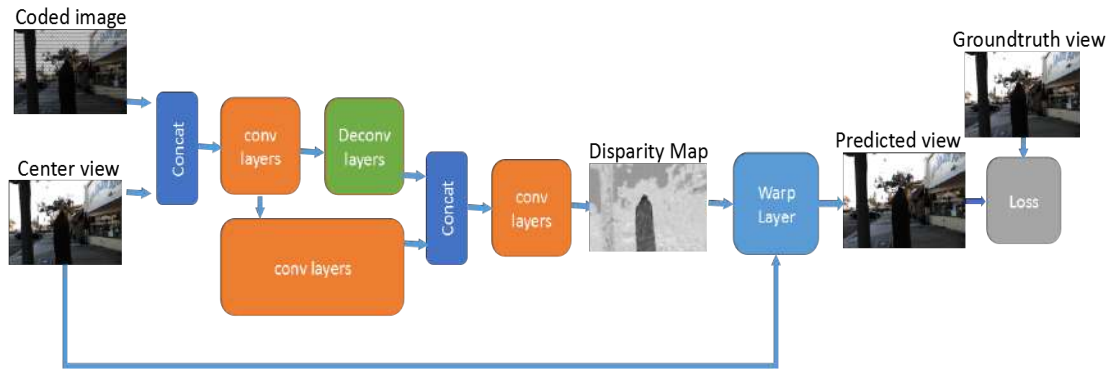 Coded image
Center view
Concat
conv
layers
Deconv
layers
conv layers
Concat
conv
layers
Disparity Map
Warp
Layer
Predicted view
Groundtruth view
Loss